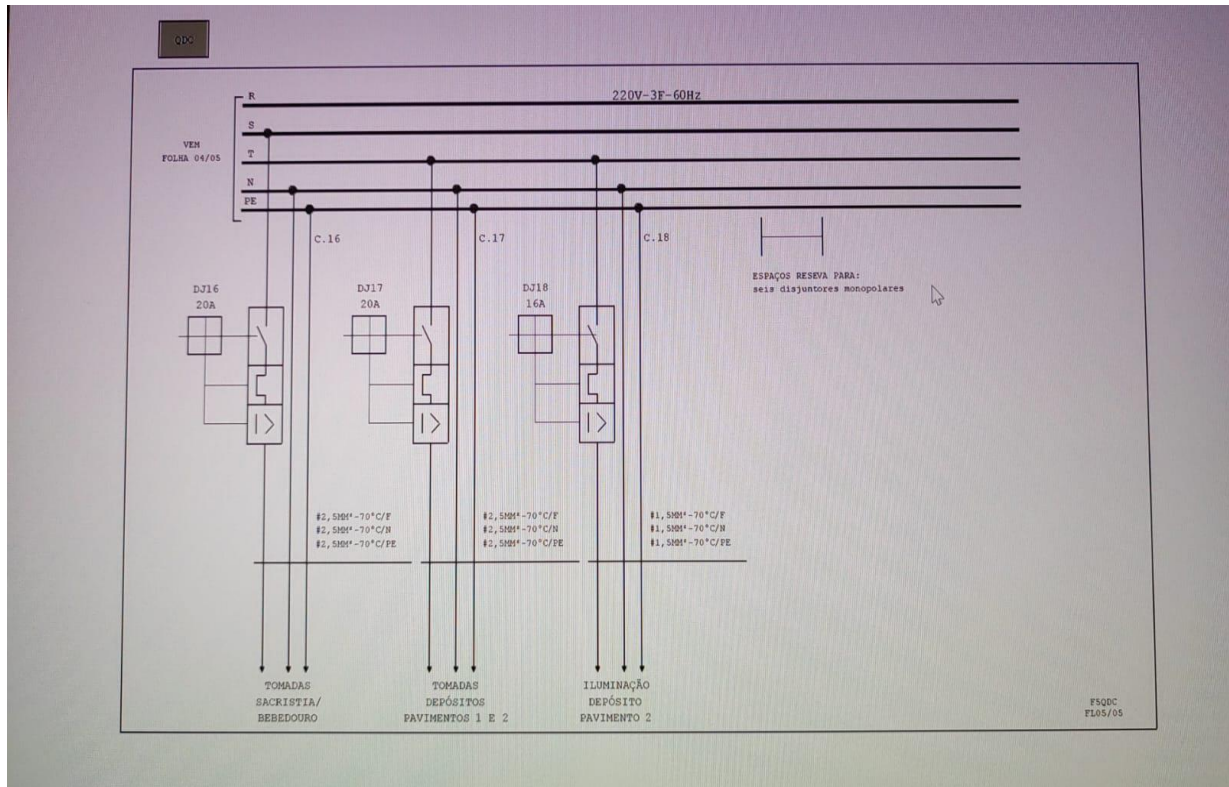 QDC
220V-3F-60Hz
R
S
T
N
PE
VEM
FOLHA 04/05
C.16
C.17
C.18
ESPAÇOS RESEVA PARA:
seis disjuntores monopolares
DJ16
20A
DJ17
20A
DJ18
16A
#2,5MM²-70°C/F
#2,5MM²-70°C/N
#2,5MM²-70°C/PE
#2,5MM²-70°C/F
#2,5MM²-70°C/N
#2,5MM²-70°C/PE
#1,5MM²-70°C/F
#1,5MM²-70°C/N
#1,5MM²-70°C/PE
TOMADAS
SACRISTIA/
BEBEDOURO
TOMADAS
DEPÓSITOS
PAVIMENTOS 1 E 2
ILUMINAÇÃO
DEPÓSITO
PAVIMENTO 2
F5QDC
FL05/05